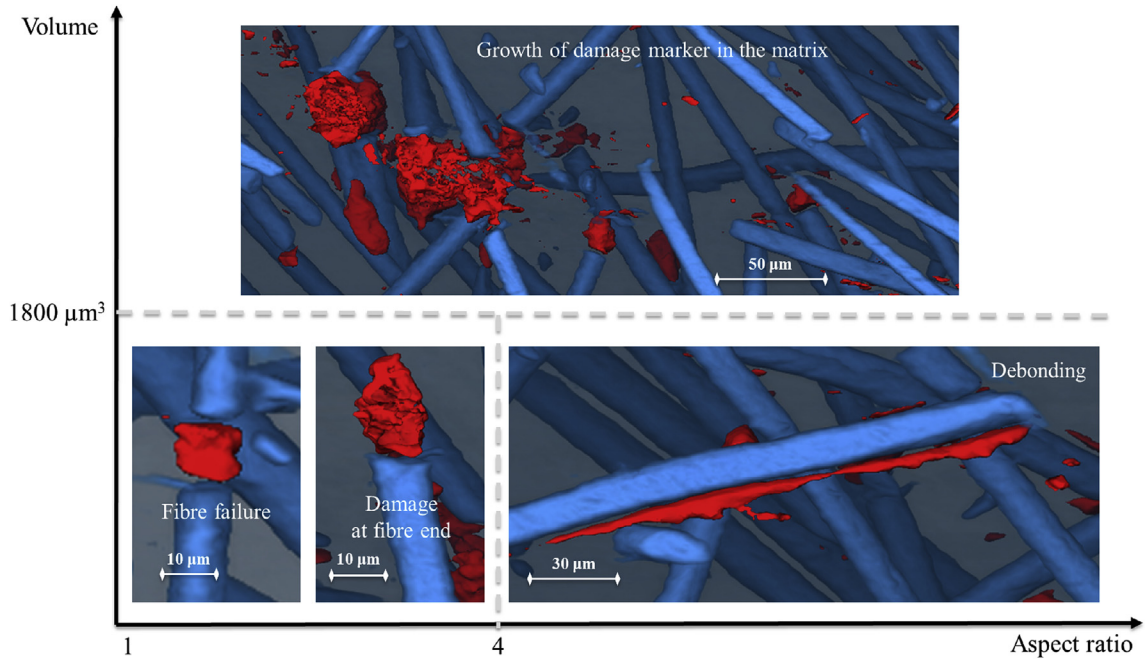 Volume
Growth of damage marker in the matrix
50 µm
1800 µm³
Fibre failure
10 µm
Damage
at fibre end
10 µm
Debonding
30 µm
1
4
Aspect ratio